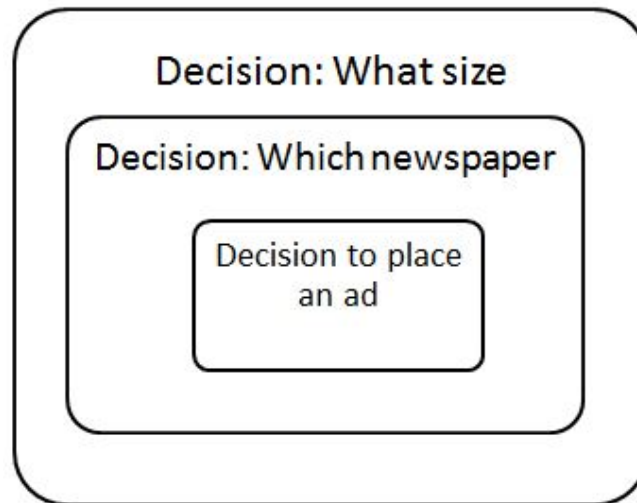 Decision: What size
Decision: Which newspaper
Decision to place
an ad